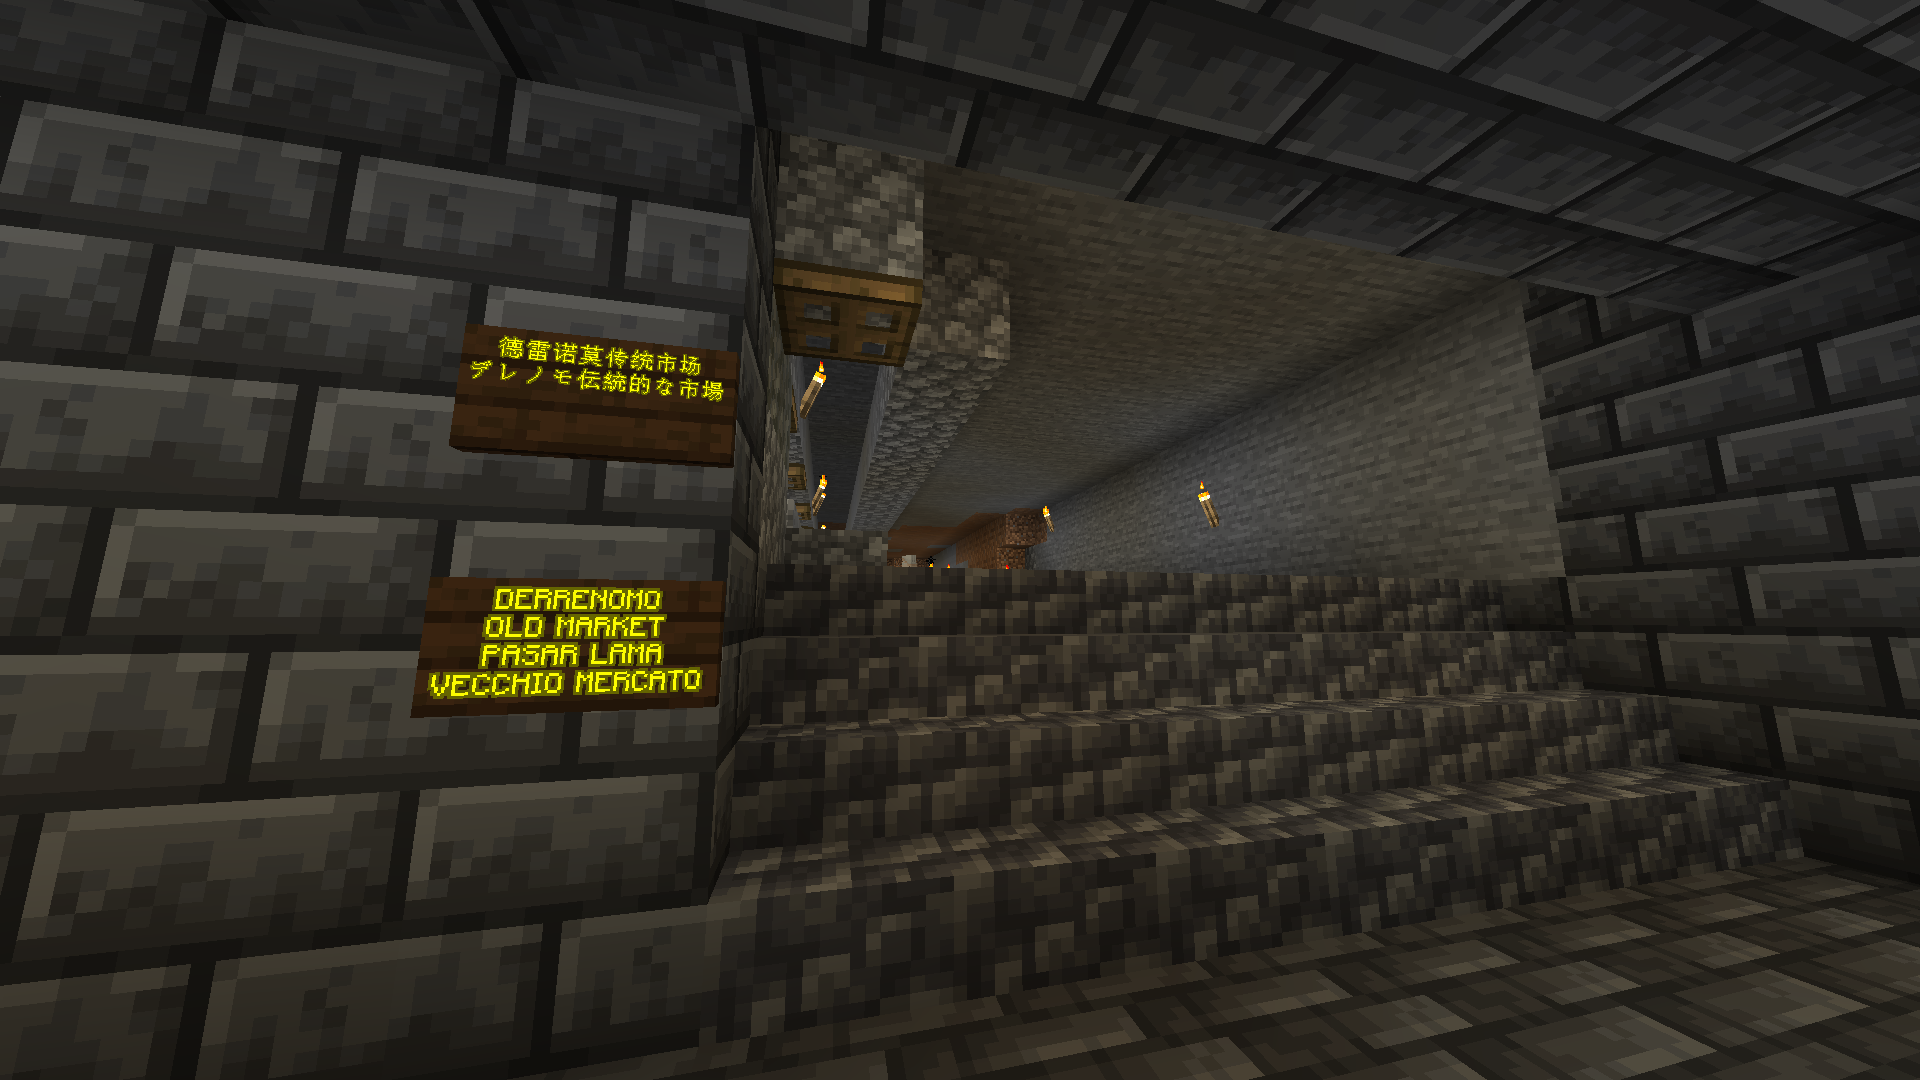 德雷诺莫传统市场
デレノモ伝統的な市場
DERRENOMO
OLD MARKET
PASAR LAMA
VECCHIO MERCATO